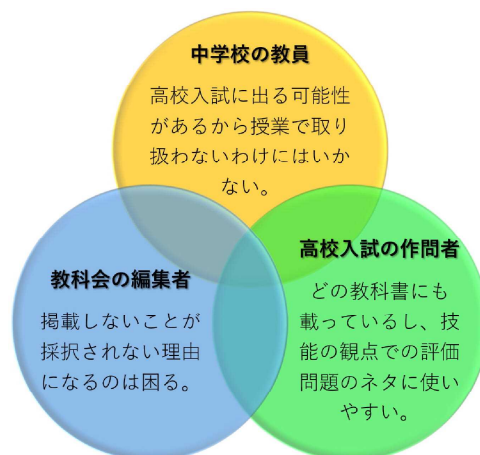 中学校の教員
高校入試に出る可能性
があるから授業で取り
扱わないわけにはいか
ない。
教科会の編集者
掲載しないことが
採択されない理由
になるのは困る。
高校入試の作問者
どの教科書にも
載っているし、技
能の観点での評価
問題のネタに使い
やすい。